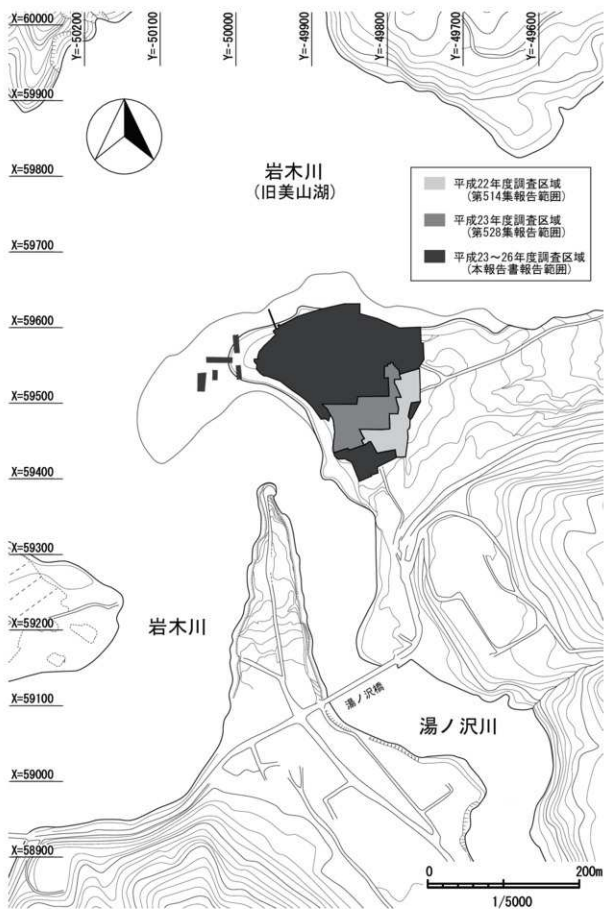 X=60000
X=59900
X=59800
X=59700
X=59600
X=59500
X=59400
X=59300
X=59200
X=59100
X=59000
X=58900
Y=-50200
Y=-50100
Y=-50000
Y=-49900
Y=-49800
Y=-49700
Y=-49600
岩木川
(旧美山湖)
平成22年度調査区域
(第514集報告範囲)
平成23年度調査区域
(第528集報告範囲)
平成23～26年度調査区域
(本報告書報告範囲)
岩木川
湯ノ沢橋
湯ノ沢川
0 200m
1/5000